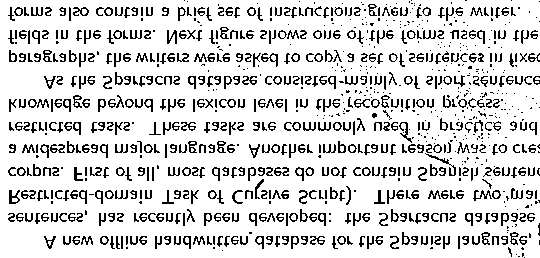 A new offline handwritten database for the Spanish language,
sentences, has recently been developed: the Spartacus database
Restricted-domain Task of Cursive Script). There were two mai
corpus. First of all, most databases do not contain Spanish senten
a widespread major language. Another important reason was to crea
restricted tasks. These tasks are commonly used in practice and
knowledge beyond the lexicon level in the recognition process.
As the Spartacus database consisted mainly of short sentence
paragraphs, the writers were asked to copy a set of sentences in fixe
fields in the forms. Next figure shows one of the forms used in the
forms also contain a brief set of instructions given to the writer.